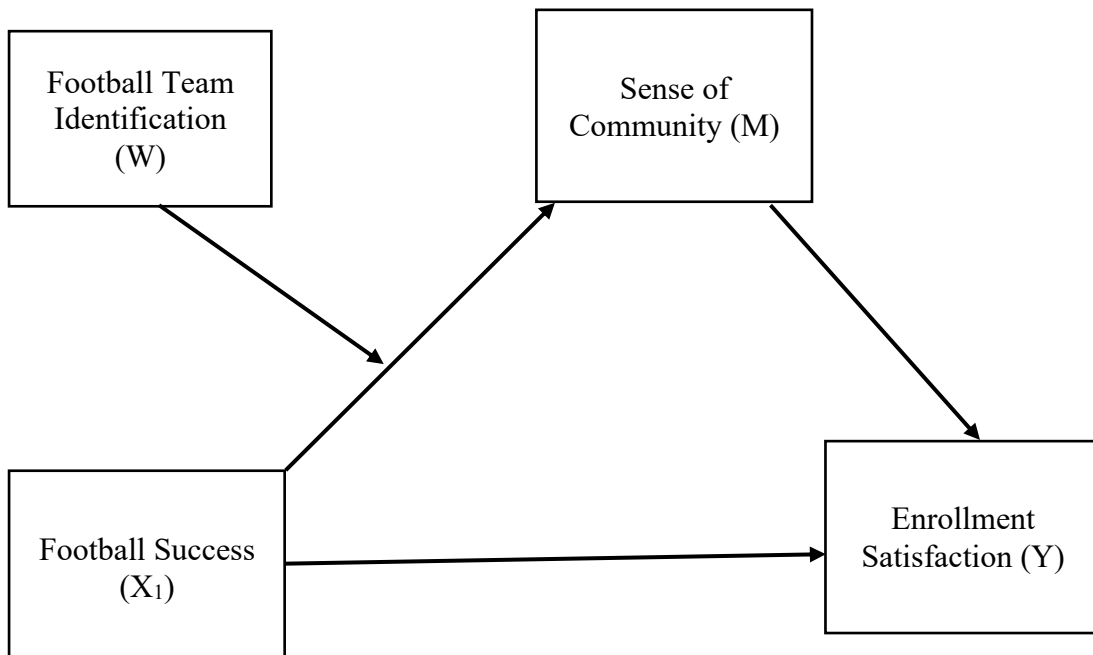 Football Team
Identification
(W)
Sense of
Community (M)
Football Success
(X₁)
Enrollment
Satisfaction (Y)